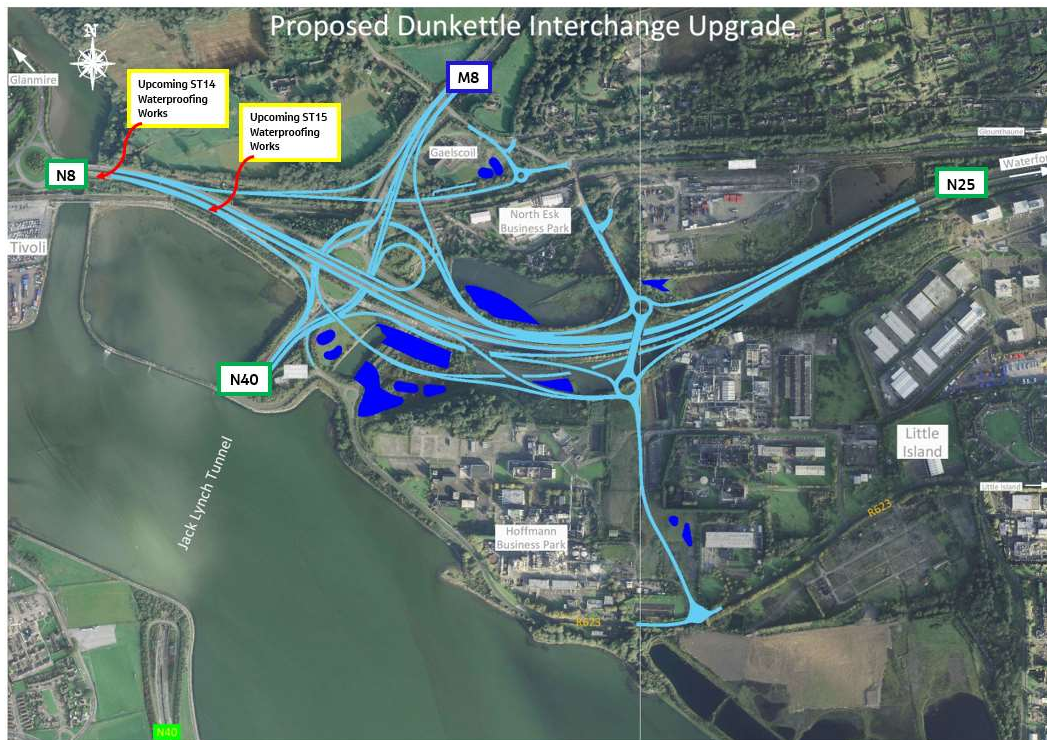 Proposed Dunkettle Interchange Upgrade
N
Glanmire
M8
Upcoming ST14
Waterproofing
Works
Upcoming ST15
Waterproofing
Works
Gaelscoil
Glounthaune
Waterfo
N8
N25
North Esk
Business Park
Tivoli
N40
Jack Lynch Tunnel
Little
Island
Little Island
R623
Hoffmann
Business Park
R623
N40